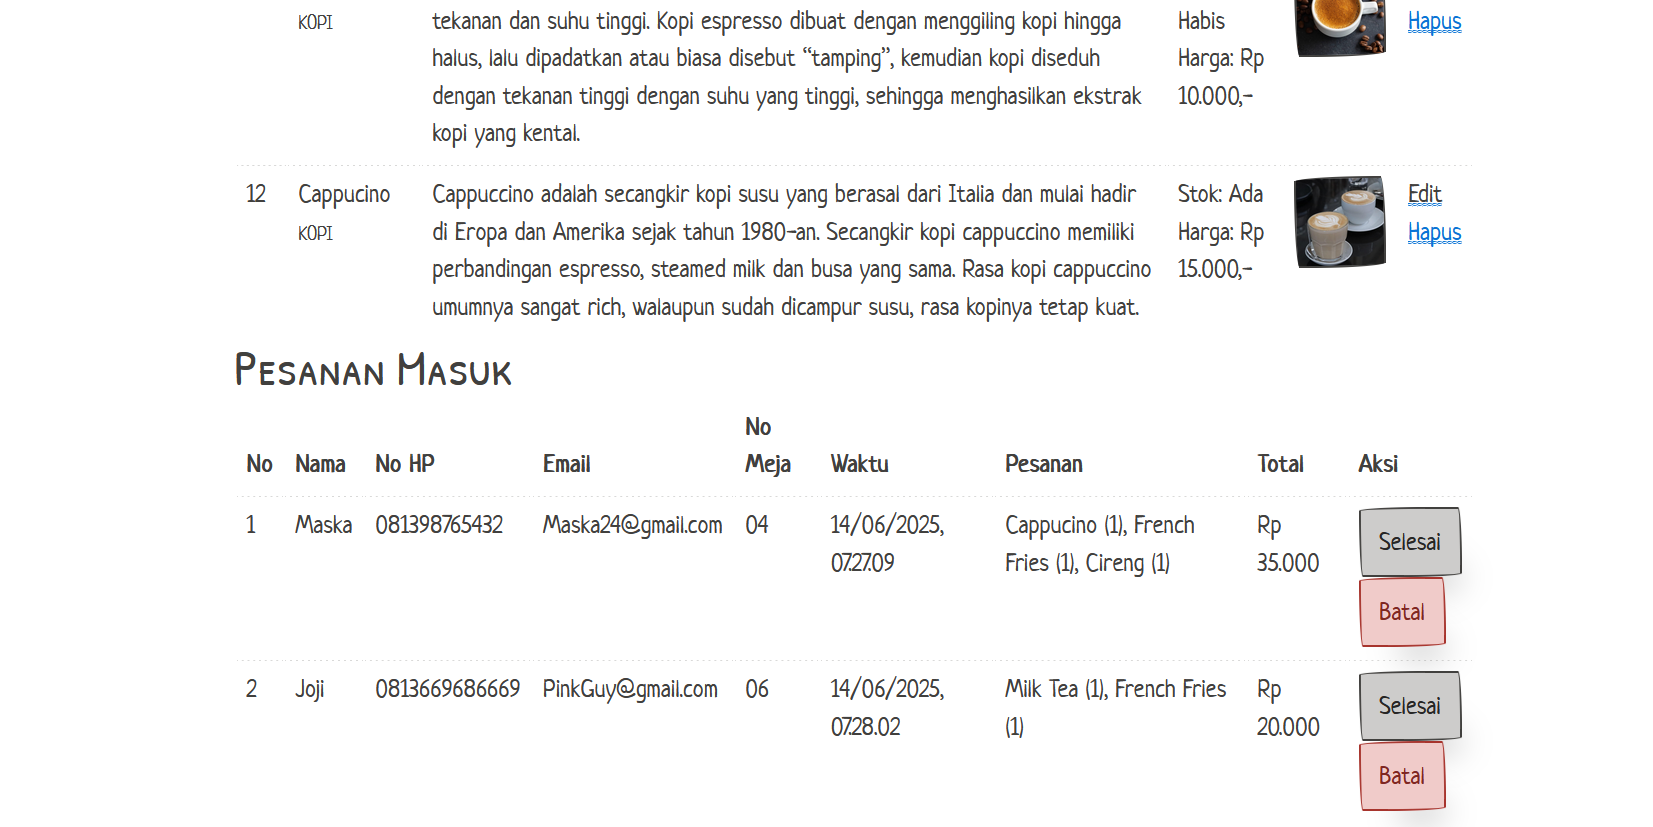 KOPI
tekanan dan suhu tinggi. Kopi espresso dibuat dengan menggiling kopi hingga
halus, lalu dipadatkan atau biasa disebut “tamping”, kemudian kopi diseduh
dengan tekanan tinggi dengan suhu yang tinggi, sehingga menghasilkan ekstrak
kopi yang kental.
Habis
Harga: Rp
10.000,-
Hapus
12
Cappucino
KOPI
Cappuccino adalah secangkir kopi susu yang berasal dari Italia dan mulai hadir
di Eropa dan Amerika sejak tahun 1980-an. Secangkir kopi cappuccino memiliki
perbandingan espresso, steamed milk dan busa yang sama. Rasa kopi cappuccino
umumnya sangat rich, walaupun sudah dicampur susu, rasa kopinya tetap kuat.
Stok: Ada
Harga: Rp
15.000,-
Edit
Hapus
Pesanan Masuk
No Nama No HP Email No Meja Waktu Pesanan Total Aksi
1 Maska 081398765432 Maska24@gmail.com 04 14/06/2025, Cappucino (1), French Rp Selesai
07.27.09 Fries (1), Cireng (1) 35.000
Batal
2 Joji 0813669686669 PinkGuy@gmail.com 06 14/06/2025, Milk Tea (1), French Fries Rp Selesai
07.28.02 (1) 20.000
Batal